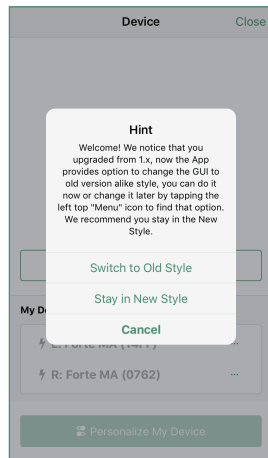 Device
Close
Hint
Welcome! We notice that you
upgraded from 1.x, now the App
provides option to change the GUI to
old version alike style, you can do it
now or change it later by tapping the
left top "Menu" icon to find that option.
We recommend you stay in the New
Style.
Switch to Old Style
Stay in New Style
Cancel
My
L: Forte MA
R: Forte MA (0762)
Personalize My Device